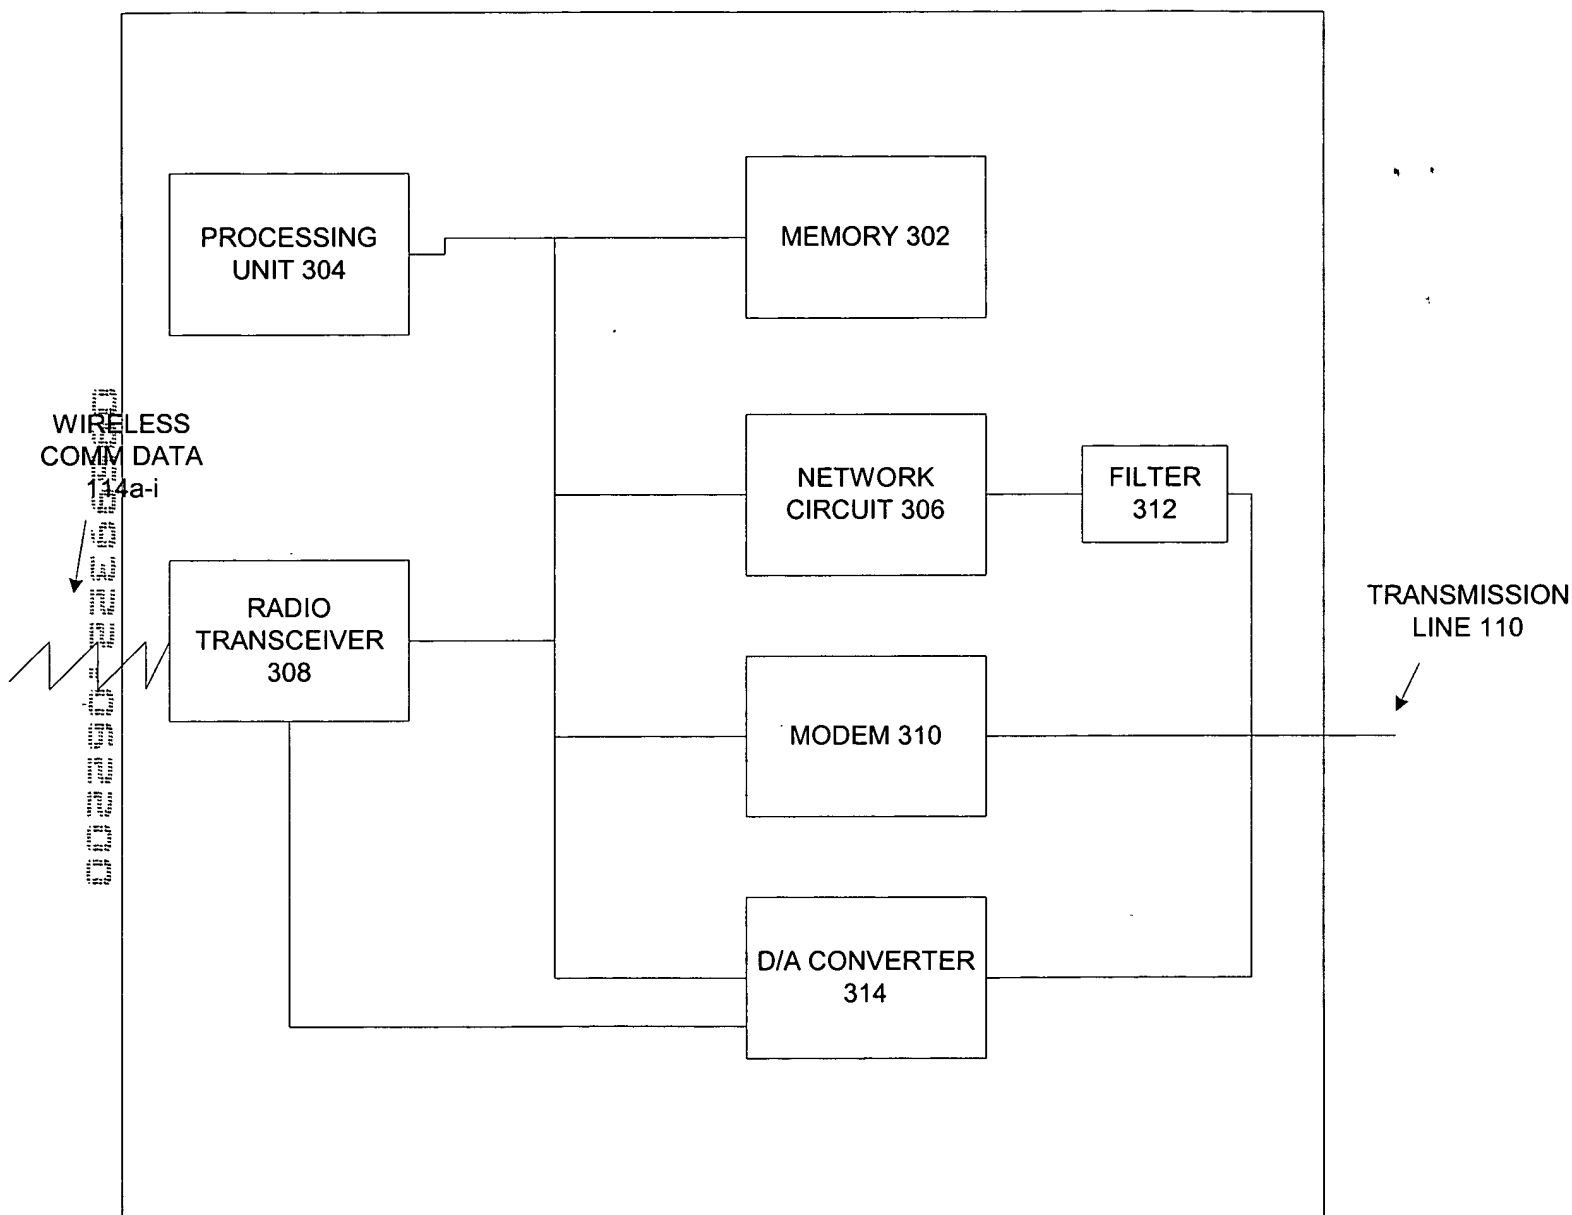 PROCESSING
UNIT 304
MEMORY 302
WIRELESS
COMM DATA
114a-i
NETWORK
CIRCUIT 306
FILTER
312
RADIO
TRANSCEIVER
308
TRANSMISSION
LINE 110
MODEM 310
D/A CONVERTER
314